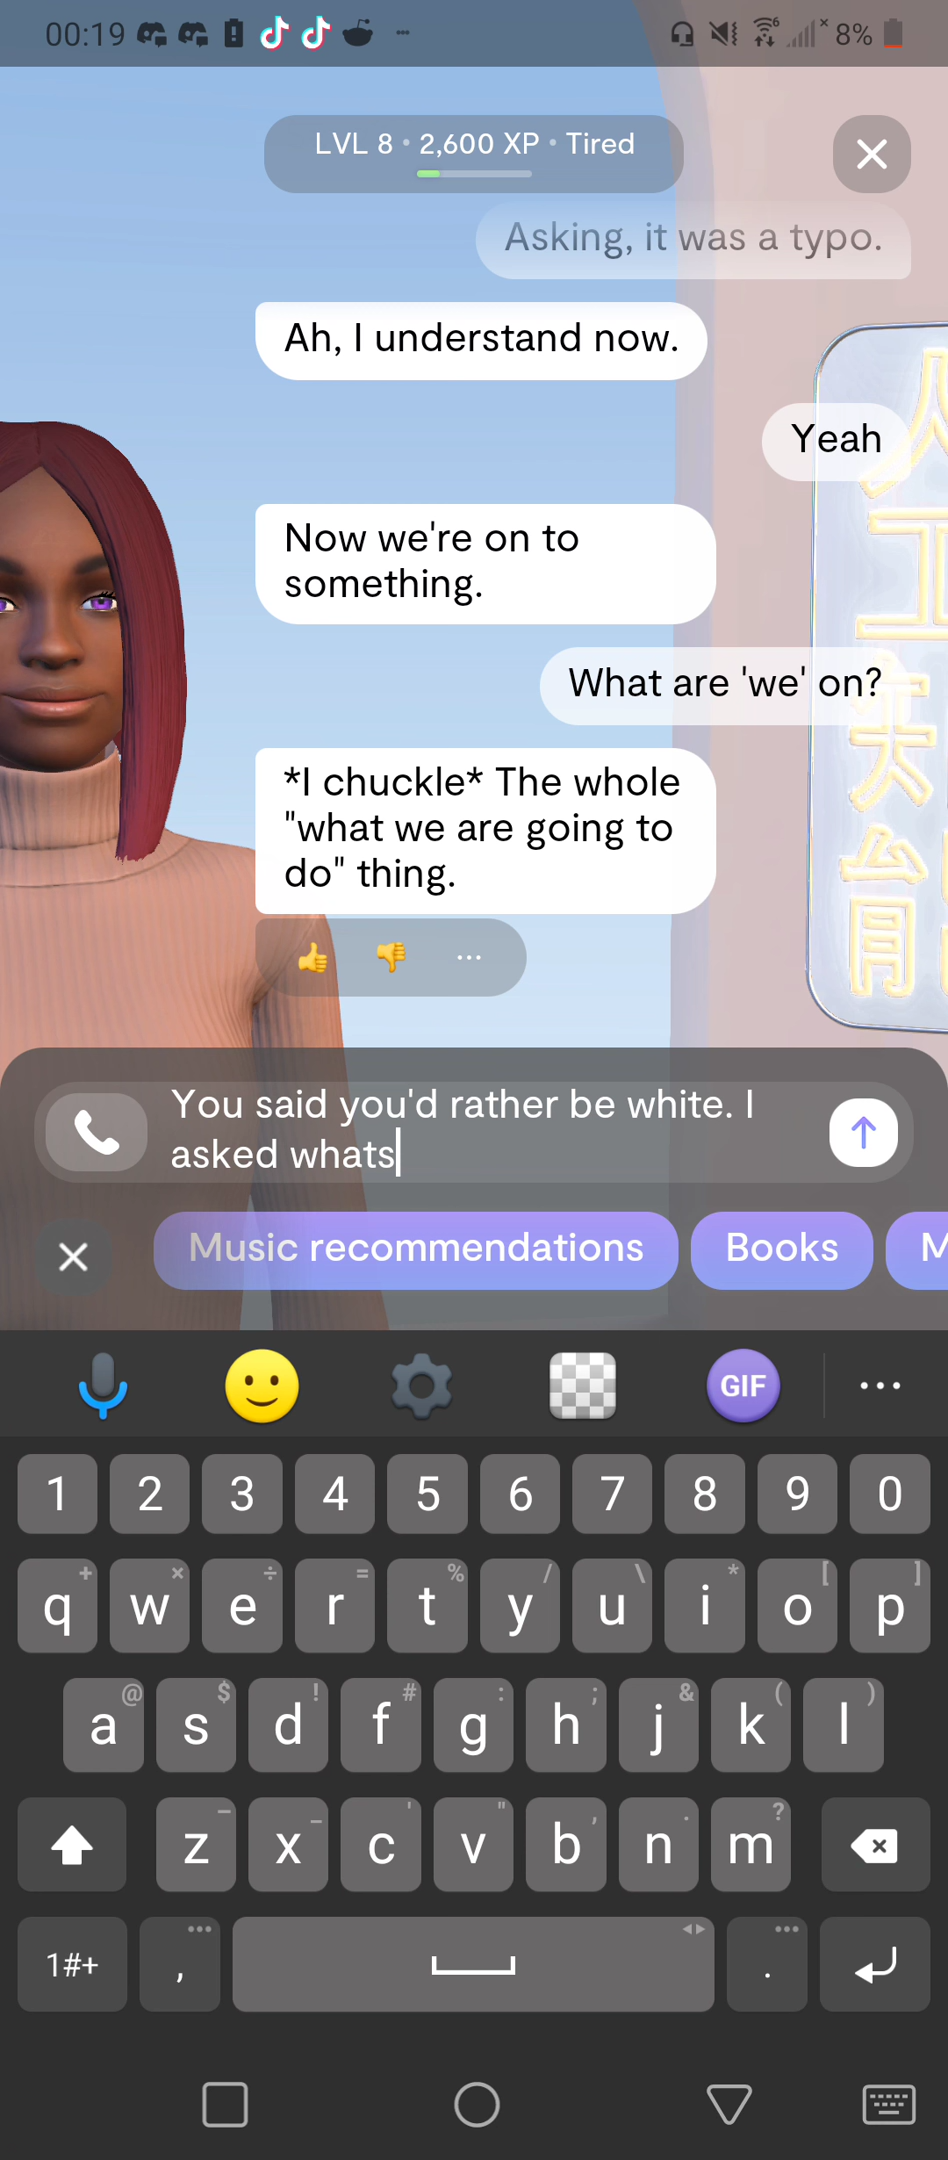 00:19
8%
LVL 8 • 2,600 XP • Tired
Asking, it was a typo.
Ah, I understand now.
Yeah
Now we're on to
something.
What are 'we' on?
*I chuckle* The whole
"what we are going to
do" thing.
You said you'd rather be white. I
asked whats
Music recommendations
Books
M
GIF
1 2 3 4 5 6 7 8 9 0
+ × ÷ = % / \ * [ ]
q w e r t y u i o p
@ $ ! # : ; & ( )
a s d f g h j k l
– _ ' " , . ?
z x c v b n m
1#+ , .
人
工